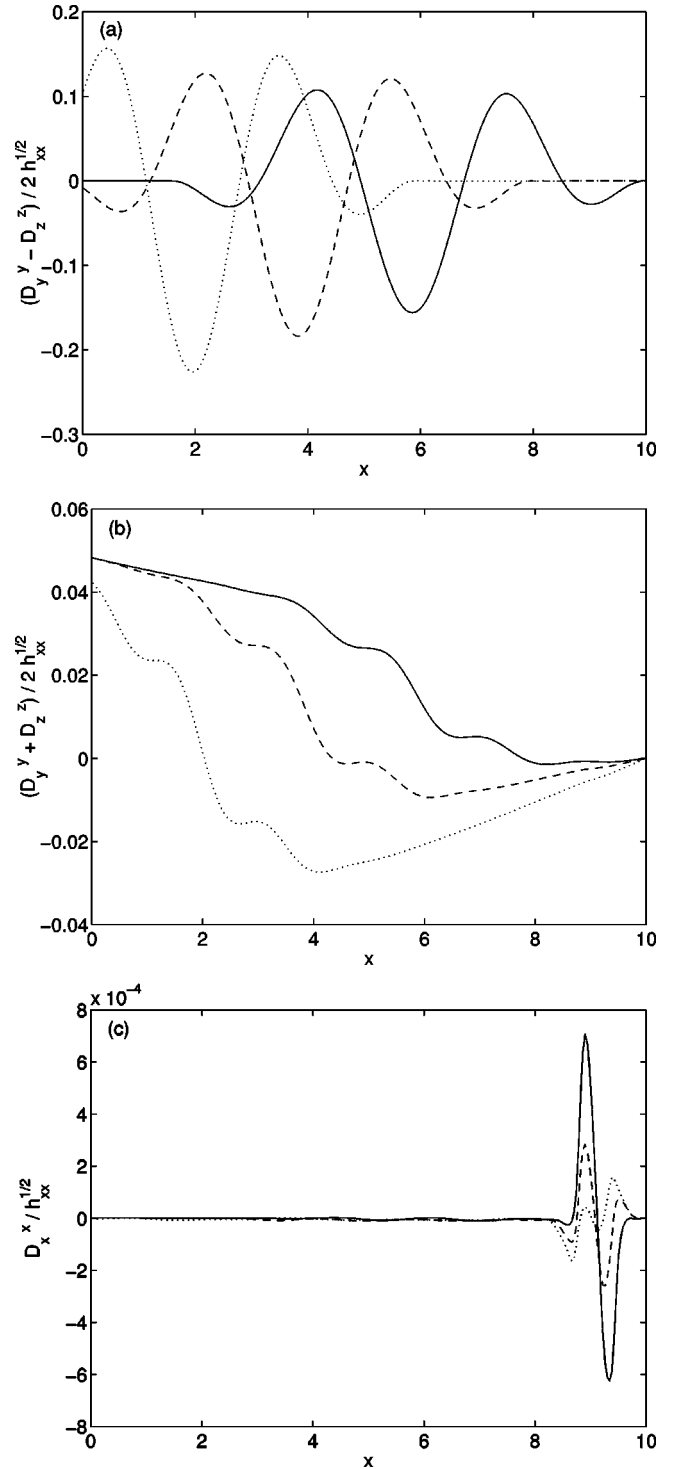 (a)
0.2
0.1
0
−0.1
−0.2
−0.3
(D_y^y − D_z^z) / 2 h_xx^1/2
0 2 4 6 8 10
x
(b)
0.06
0.04
0.02
0
−0.02
−0.04
(D_y^y + D_z^z) / 2 h_xx^1/2
0 2 4 6 8 10
x
x 10^−4
(c)
8
6
4
2
0
−2
−4
−6
−8
D_x^x / h_xx^1/2
0 2 4 6 8 10
x